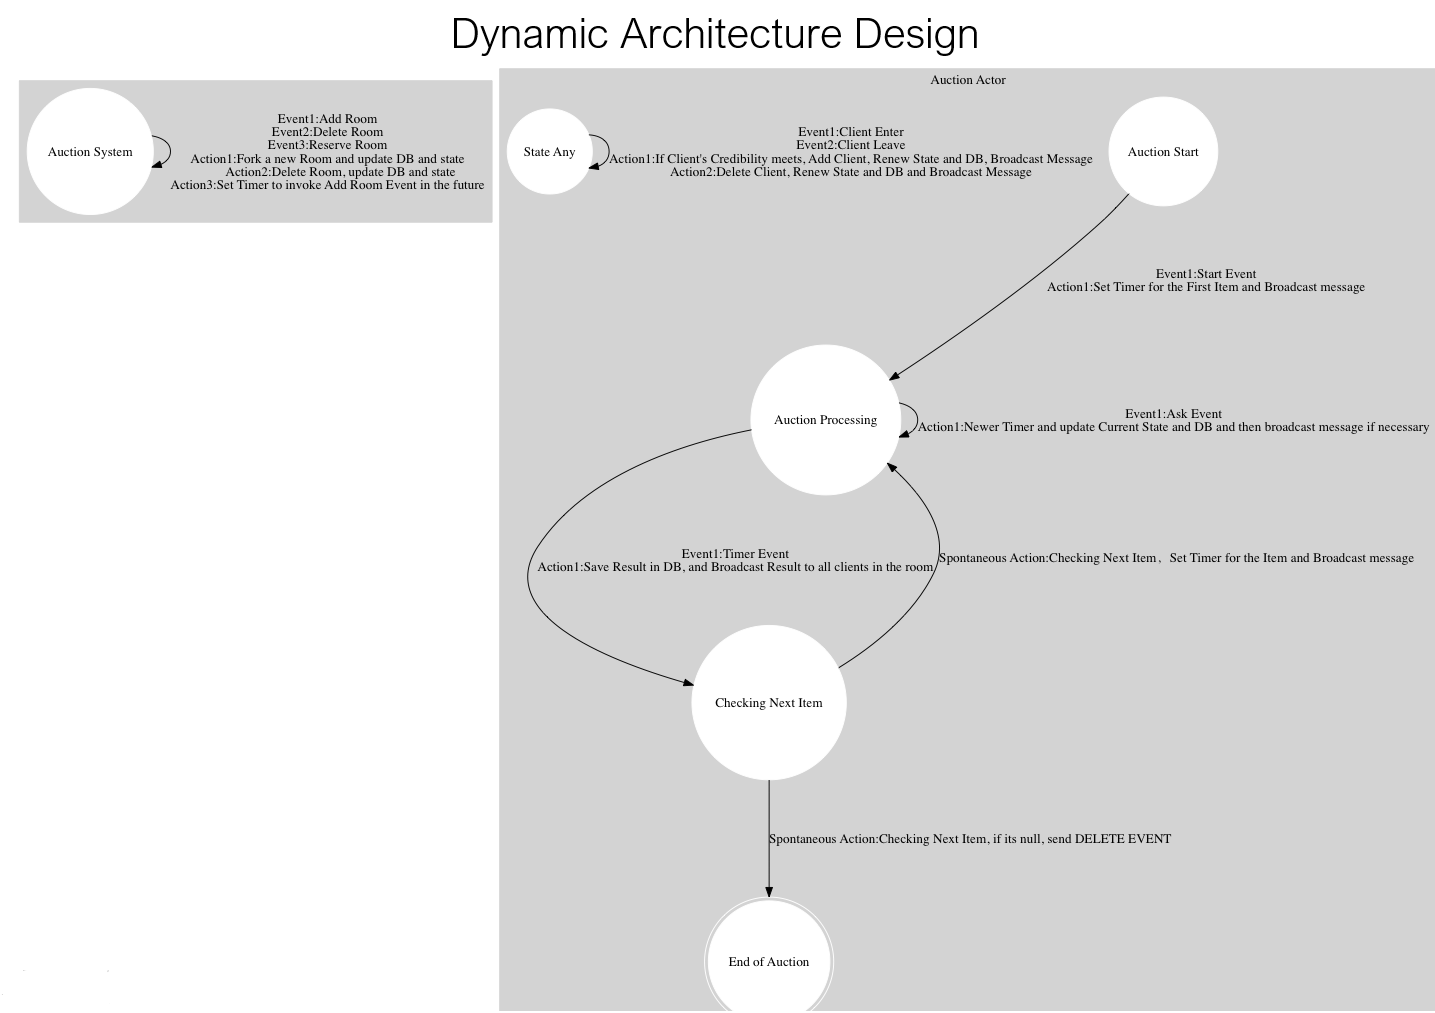 Dynamic Architecture Design
Auction System
Event1:Add Room
Event2:Delete Room
Event3:Reserve Room
Action1:Fork a new Room and update DB and state
Action2:Delete Room, update DB and state
Action3:Set Timer to invoke Add Room Event in the future
Auction Actor
State Any
Event1:Client Enter
Event2:Client Leave
Action1:If Client's Credibility meets, Add Client, Renew State and DB, Broadcast Message
Action2:Delete Client, Renew State and DB and Broadcast Message
Auction Start
Event1:Start Event
Action1:Set Timer for the First Item and Broadcast message
Auction Processing
Event1:Ask Event
Action1:Newer Timer and update Current State and DB and then broadcast message if necessary
Event1:Timer Event
Action1:Save Result in DB, and Broadcast Result to all clients in the room
Spontaneous Action:Checking Next Item，Set Timer for the Item and Broadcast message
Checking Next Item
Spontaneous Action:Checking Next Item, if its null, send DELETE EVENT
End of Auction